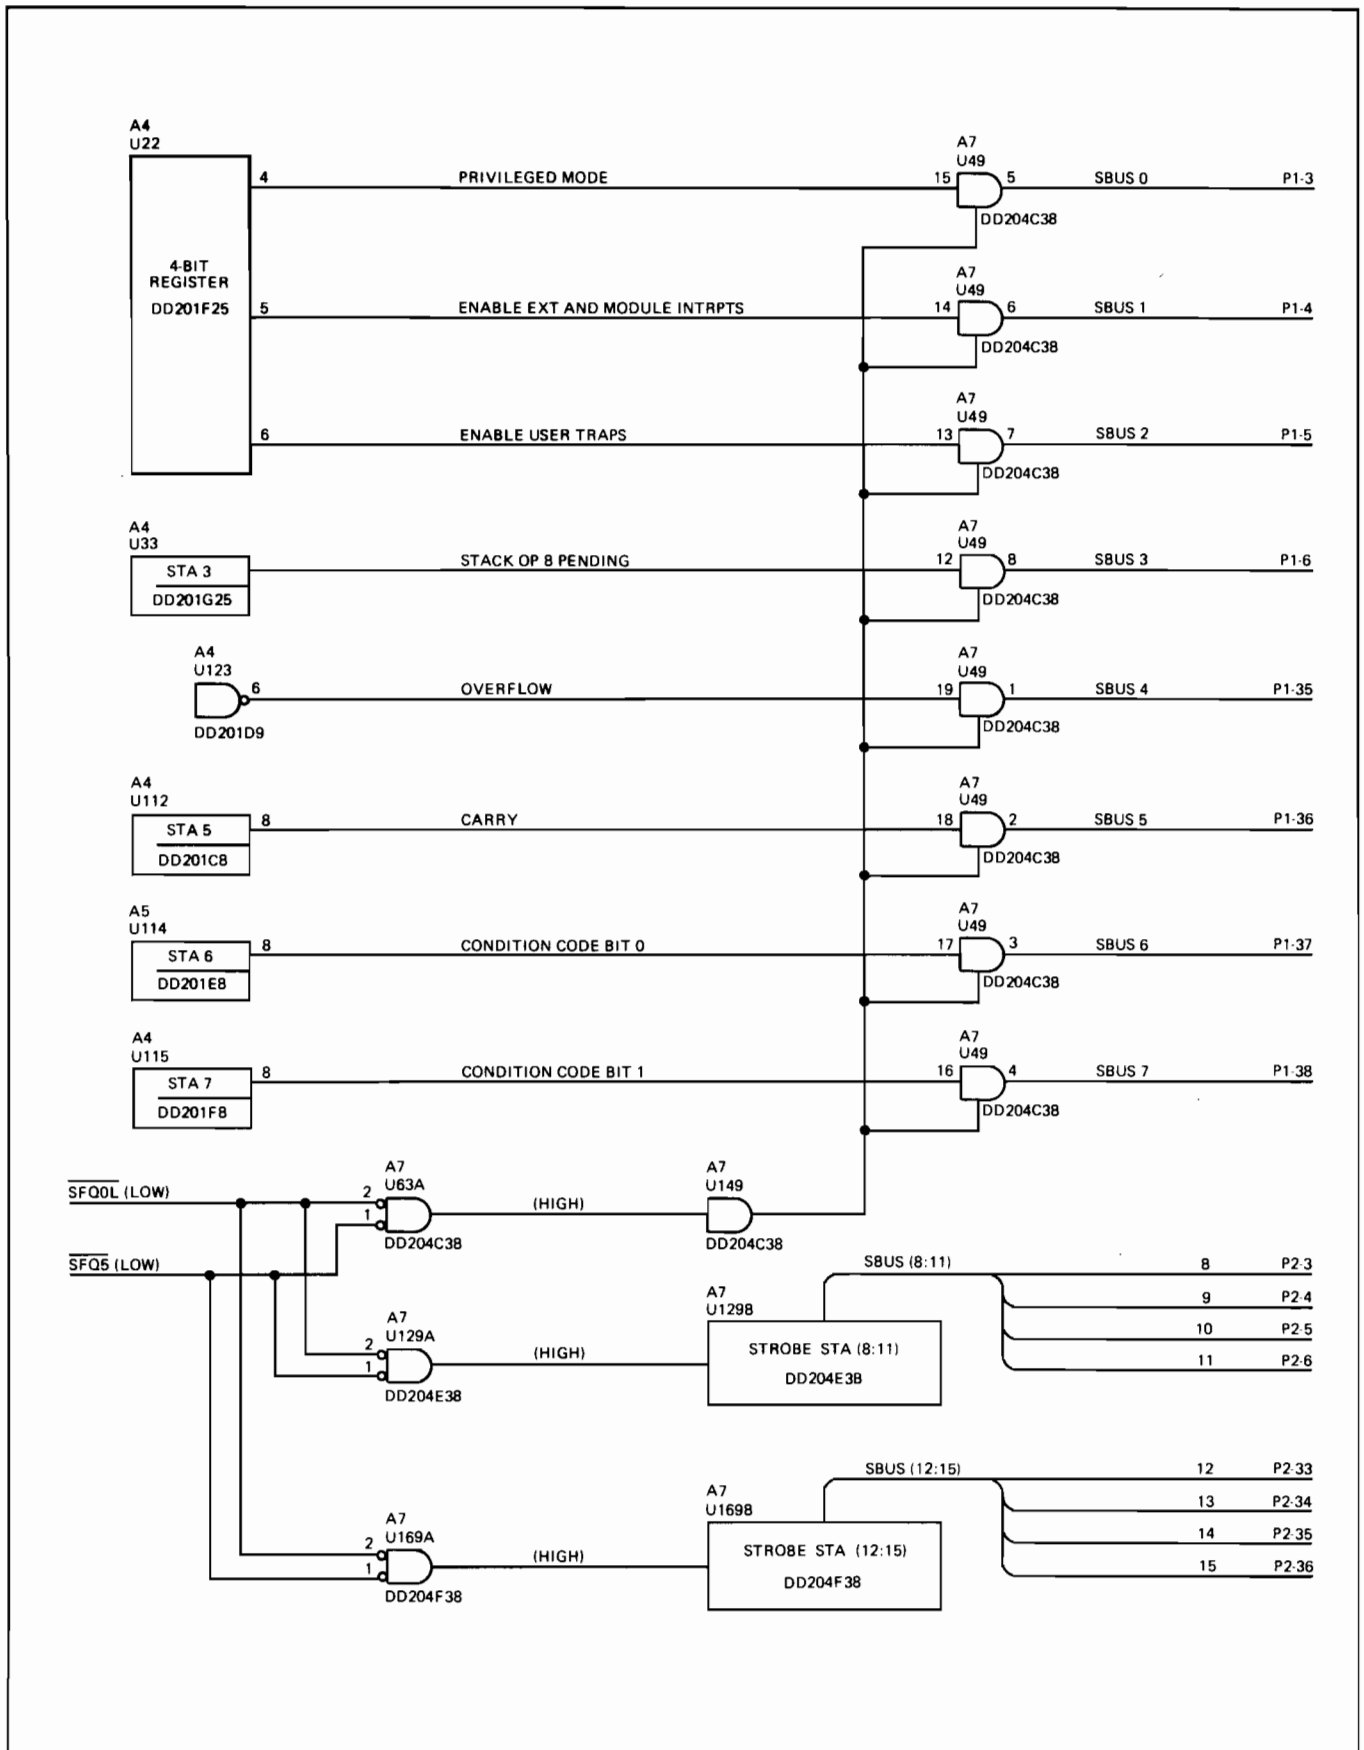 A4
U22
4-BIT
REGISTER
DD201F25
4 PRIVILEGED MODE 15
A7
U49
5 SBUS 0 P1-3
DD204C38
5 ENABLE EXT AND MODULE INTRPTS 14
A7
U49
6 SBUS 1 P1-4
DD204C38
6 ENABLE USER TRAPS 13
A7
U49
7 SBUS 2 P1-5
DD204C38
A4
U33
STA 3
DD201G25
STACK OP 8 PENDING 12
A7
U49
8 SBUS 3 P1-6
DD204C38
A4
U123
6 OVERFLOW 19
DD201D9
A7
U49
1 SBUS 4 P1-35
DD204C38
A4
U112
STA 5
DD201C8
8 CARRY 18
A7
U49
2 SBUS 5 P1-36
DD204C38
A5
U114
STA 6
DD201E8
8 CONDITION CODE BIT 0 17
A7
U49
3 SBUS 6 P1-37
DD204C38
A4
U115
STA 7
DD201F8
8 CONDITION CODE BIT 1 16
A7
U49
4 SBUS 7 P1-38
DD204C38
SFQ0L (LOW)
SFQ5 (LOW)
A7
U63A
2
1
DD204C38
(HIGH)
A7
U149
DD204C38
A7
U129A
2
1
DD204E38
(HIGH)
A7
U1298
STROBE STA (8:11)
DD204E3B
SBUS (8:11)
8 P2-3
9 P2-4
10 P2-5
11 P2-6
A7
U169A
2
1
DD204F38
(HIGH)
A7
U1698
STROBE STA (12:15)
DD204F38
SBUS (12:15)
12 P2-33
13 P2-34
14 P2-35
15 P2-36